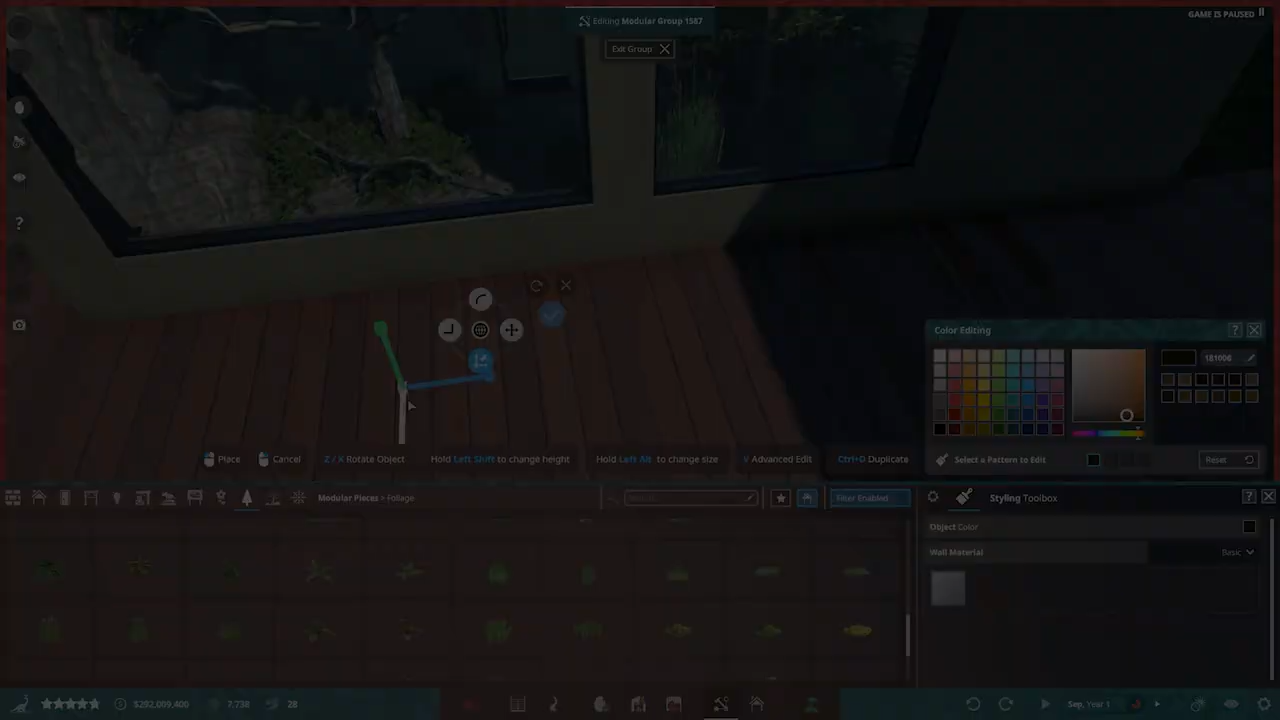 Editing Modular Group 1587
GAME IS PAUSED
Exit Group
?
Color Editing
?
181006
Place
Cancel
Z / X Rotate Object
Hold Left Shift to change height
Hold Left Alt to change size
V Advanced Edit
Ctrl+D Duplicate
Select a Pattern to Edit
Reset
Modular Pieces > Foliage
Filter Enabled
Styling Toolbox
?
Object Color
Wall Material
Basic
$292,009,400
7,738
28
Sep, Year 1